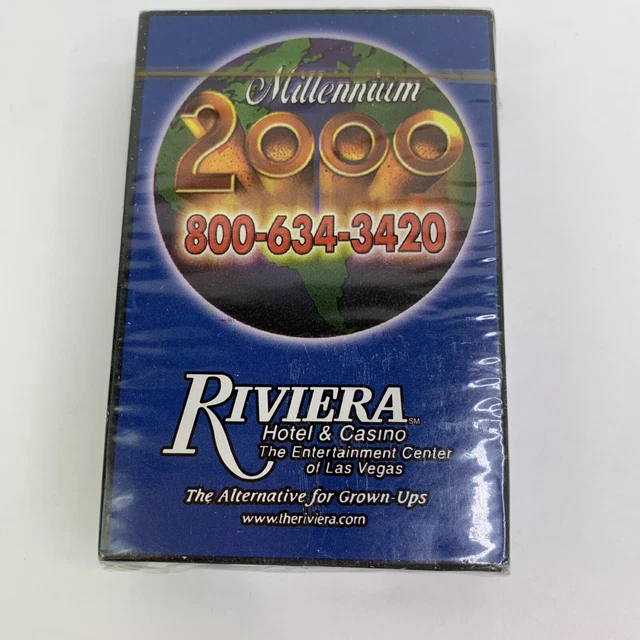 Millennium
2000
800-634-3420
RIVIERA SM
Hotel & Casino
The Entertainment Center
of Las Vegas
The Alternative for Grown-Ups
www.theriviera.com